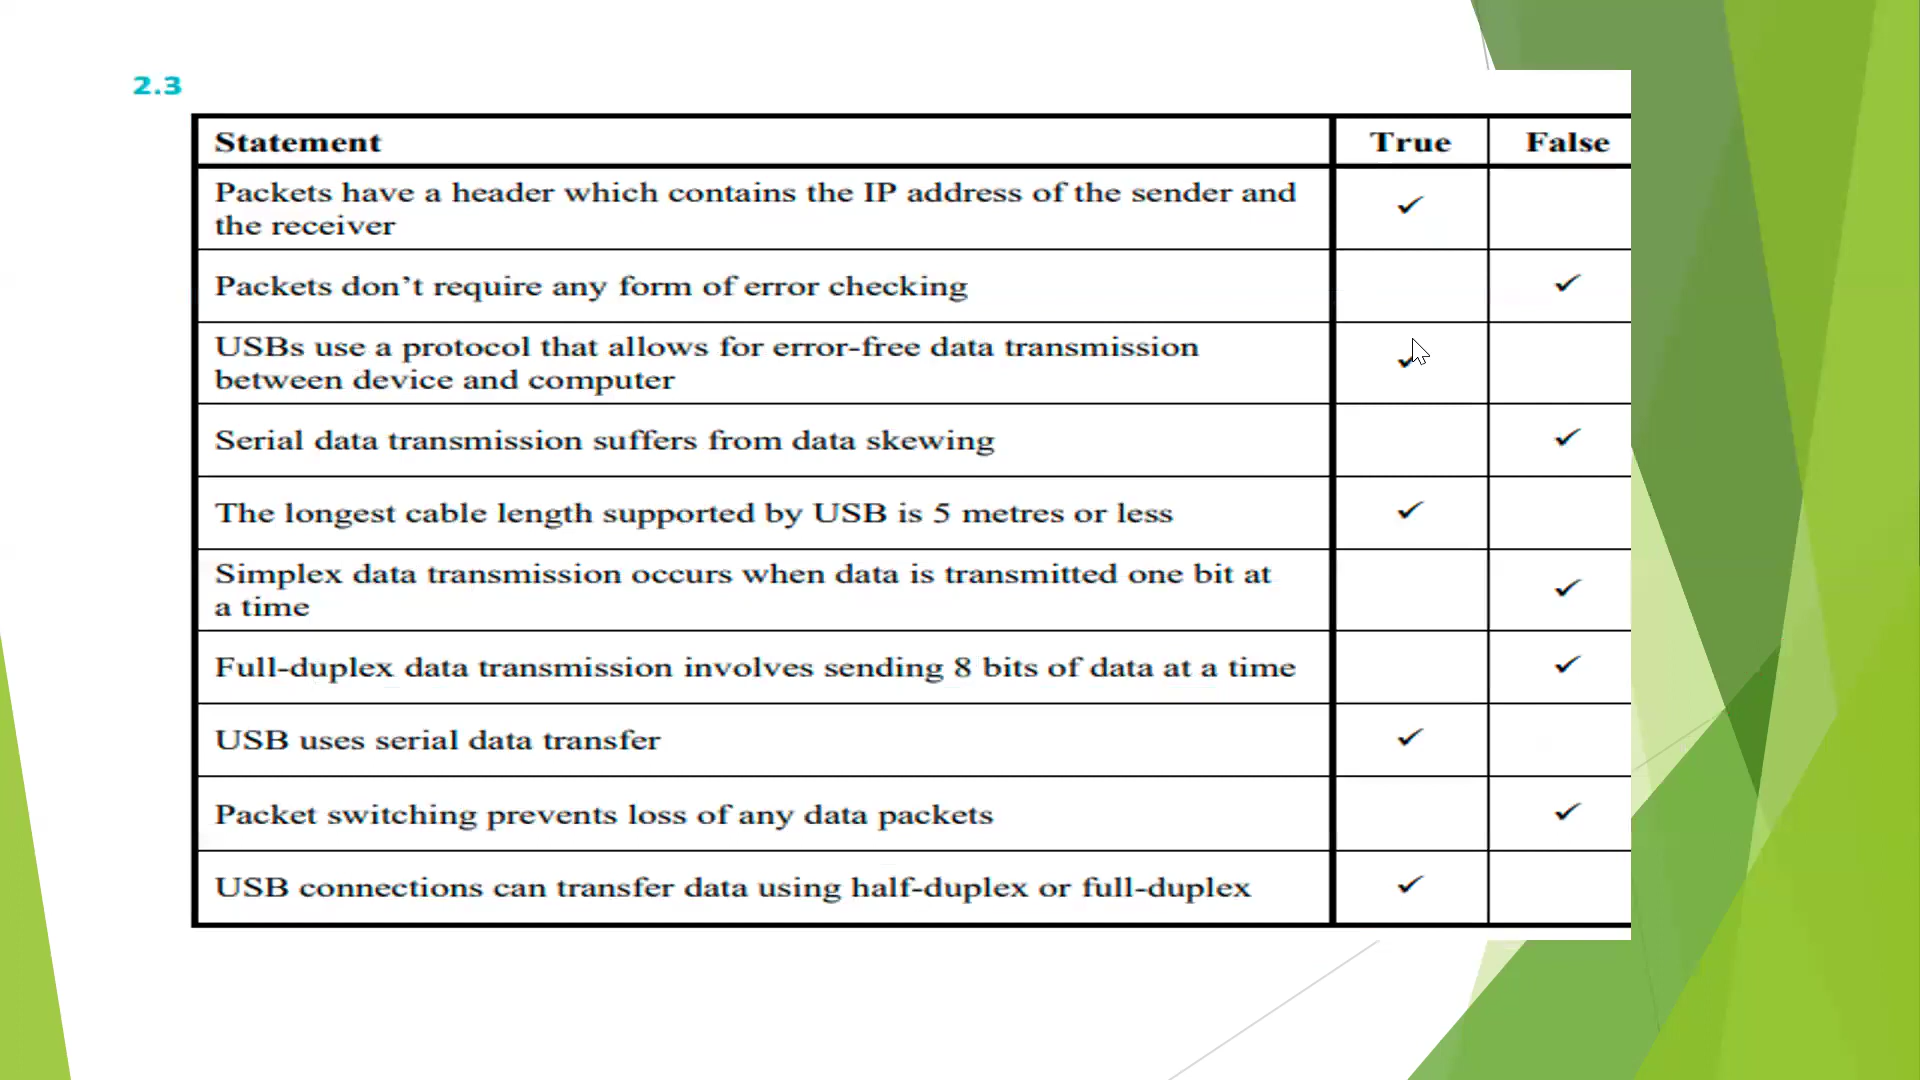 2.3
Statement True False
Packets have a header which contains the IP address of the sender and
the receiver ✓
Packets don’t require any form of error checking ✓
USBs use a protocol that allows for error-free data transmission
between device and computer ✓
Serial data transmission suffers from data skewing ✓
The longest cable length supported by USB is 5 metres or less ✓
Simplex data transmission occurs when data is transmitted one bit at
a time ✓
Full-duplex data transmission involves sending 8 bits of data at a time ✓
USB uses serial data transfer ✓
Packet switching prevents loss of any data packets ✓
USB connections can transfer data using half-duplex or full-duplex ✓